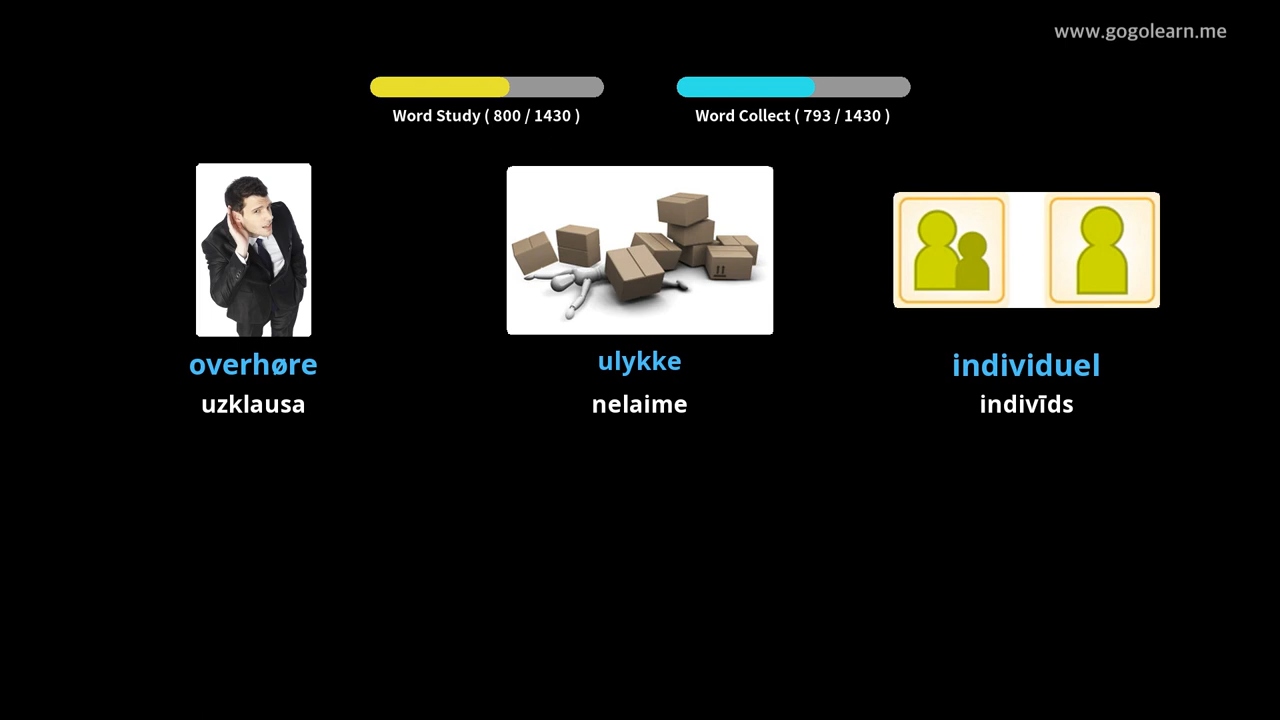 www.gogolearn.me
Word Study ( 800 / 1430 )
Word Collect ( 793 / 1430 )
overhøre
uzklausa
ulykke
nelaime
individuel
indivīds